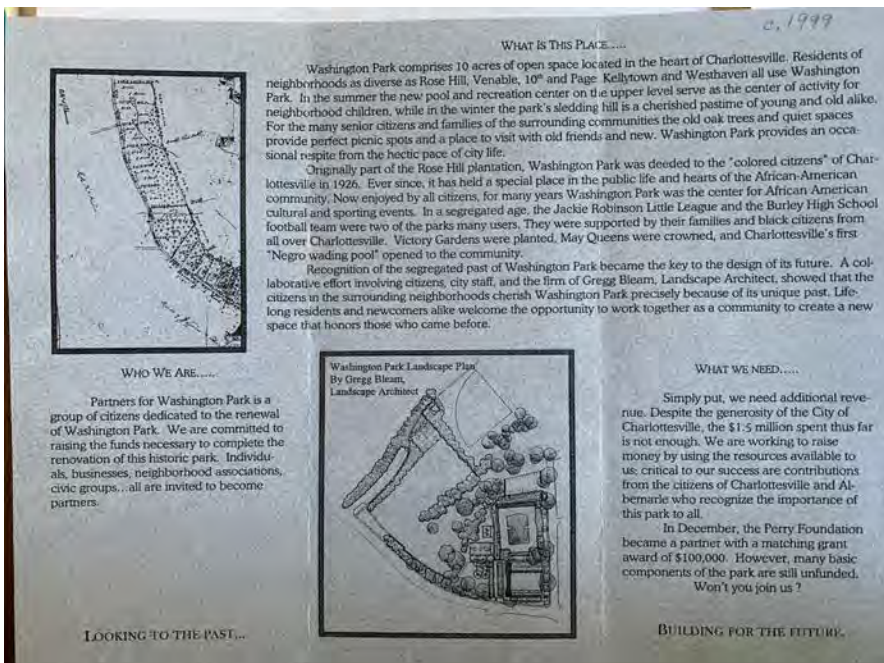 c. 1999
WHAT IS THIS PLACE.....
Washington Park comprises 10 acres of open space located in the heart of Charlottesville. Residents of
neighborhoods as diverse as Rose Hill, Venable, 10th and Page Kellytown and Westhaven all use Washington
Park. In the summer the new pool and recreation center on the upper level serve as the center of activity for
neighborhood children, while in the winter the park's sledding hill is a cherished pastime of young and old alike.
For the many senior citizens and families of the surrounding communities the old oak trees and quiet spaces
provide perfect picnic spots and a place to visit with old friends and new. Washington Park provides an occa-
sional respite from the hectic pace of city life.
Originally part of the Rose Hill plantation, Washington Park was deeded to the "colored citizens" of Char-
lottesville in 1926. Ever since, it has held a special place in the public life and hearts of the African-American
community. Now enjoyed by all citizens, for many years Washington Park was the center for African American
cultural and sporting events. In a segregated age, the Jackie Robinson Little League and the Burley High School
football team were two of the parks many users. They were supported by their families and black citizens from
all over Charlottesville. Victory Gardens were planted, May Queens were crowned, and Charlottesville's first
"Negro wading pool" opened to the community.
Recognition of the segregated past of Washington Park became the key to the design of its future. A col-
laborative effort involving citizens, city staff, and the firm of Gregg Bleam, Landscape Architect, showed that the
citizens in the surrounding neighborhoods cherish Washington Park precisely because of its unique past. Life-
long residents and newcomers alike welcome the opportunity to work together as a community to create a new
space that honors those who came before.
WHO WE ARE.....
Partners for Washington Park is a
group of citizens dedicated to the renewal
of Washington Park. We are committed to
raising the funds necessary to complete the
renovation of this historic park. Individu-
als, businesses, neighborhood associations,
civic groups...all are invited to become
partners.
LOOKING TO THE PAST...
Washington Park Landscape Plan
By Gregg Bleam,
Landscape Architect
WHAT WE NEED.....
Simply put, we need additional reve-
nue. Despite the generosity of the City of
Charlottesville, the $1.5 million spent thus far
is not enough. We are working to raise
money by using the resources available to
us; critical to our success are contributions
from the citizens of Charlottesville and Al-
bemarle who recognize the importance of
this park to all.
In December, the Perry Foundation
became a partner with a matching grant
award of $100,000. However, many basic
components of the park are still unfunded.
Won't you join us ?
BUILDING FOR THE FUTURE.